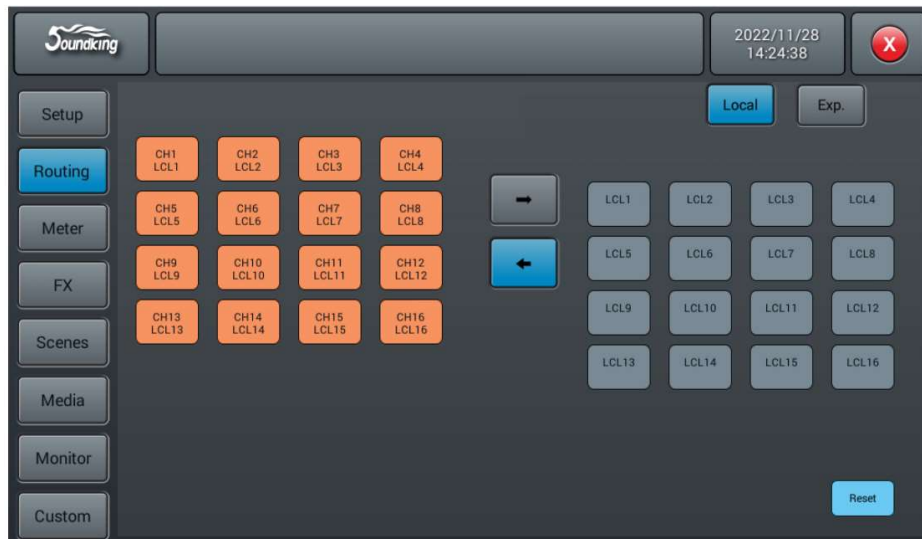 Soundking
2022/11/28
14:24:38
X
Local
Exp.
Setup
Routing
Meter
FX
Scenes
Media
Monitor
Custom
CH1
LCL1
CH2
LCL2
CH3
LCL3
CH4
LCL4
CH5
LCL5
CH6
LCL6
CH7
LCL7
CH8
LCL8
CH9
LCL9
CH10
LCL10
CH11
LCL11
CH12
LCL12
CH13
LCL13
CH14
LCL14
CH15
LCL15
CH16
LCL16
LCL1
LCL2
LCL3
LCL4
LCL5
LCL6
LCL7
LCL8
LCL9
LCL10
LCL11
LCL12
LCL13
LCL14
LCL15
LCL16
Reset